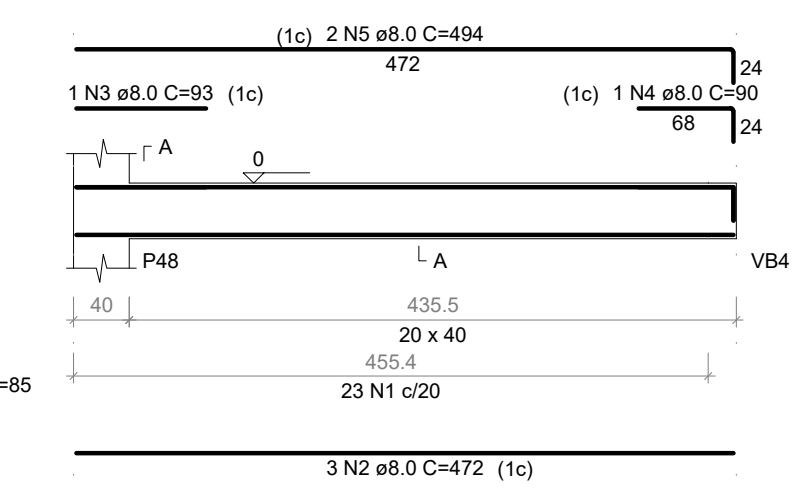 (1c) 2 N5 ø8.0 C=494
472
24
1 N3 ø8.0 C=93 (1c)
(1c) 1 N4 ø8.0 C=90
68
24
A
0
P48
A
VB4
40
435.5
20 x 40
455.4
=85
23 N1 c/20
3 N2 ø8.0 C=472 (1c)